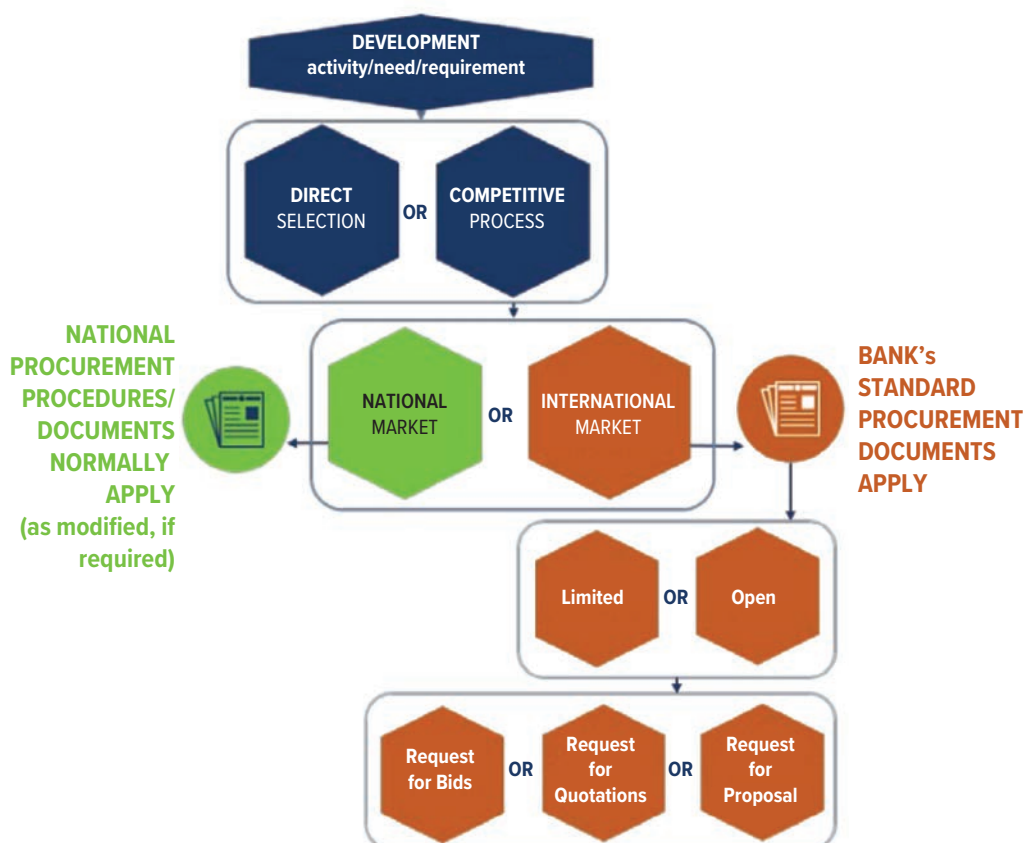 DEVELOPMENT
activity/need/requirement
DIRECT
SELECTION
OR
COMPETITIVE
PROCESS
NATIONAL
PROCUREMENT
PROCEDURES/
DOCUMENTS
NORMALLY
APPLY
(as modified, if
required)
NATIONAL
MARKET
OR
INTERNATIONAL
MARKET
BANK's
STANDARD
PROCUREMENT
DOCUMENTS
APPLY
Limited
OR
Open
Request
for Bids
OR
Request
for
Quotations
OR
Request
for
Proposal